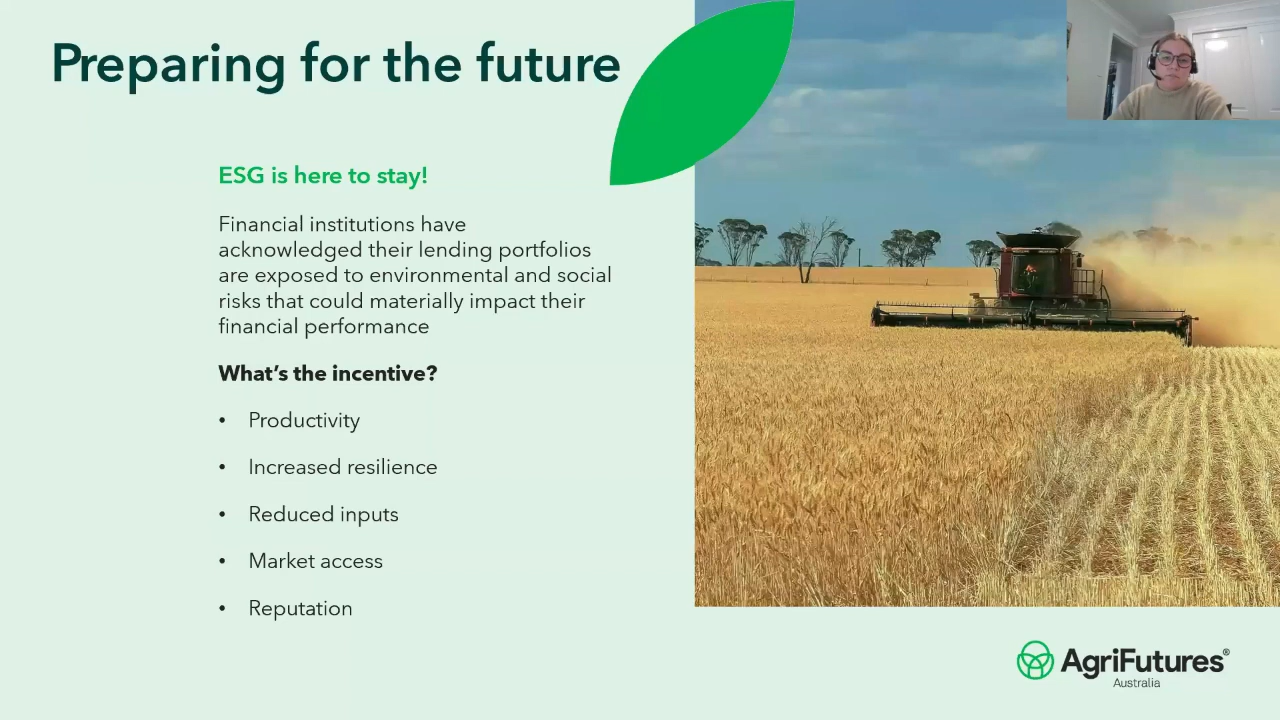 Preparing for the future
ESG is here to stay!
Financial institutions have
acknowledged their lending portfolios
are exposed to environmental and social
risks that could materially impact their
financial performance
What's the incentive?
• Productivity
• Increased resilience
• Reduced inputs
• Market access
• Reputation
AgriFutures®
Australia